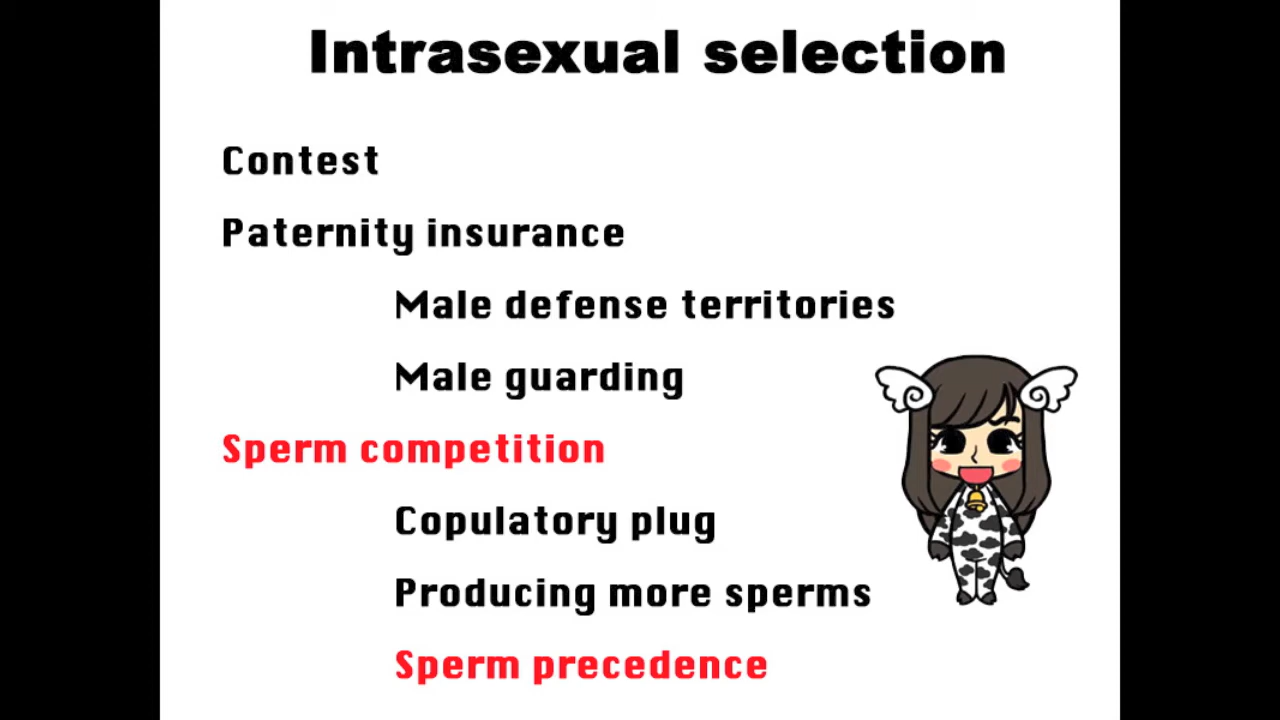 Intrasexual selection
Contest
Paternity insurance
Male defense territories
Male guarding
Sperm competition
Copulatory plug
Producing more sperms
Sperm precedence